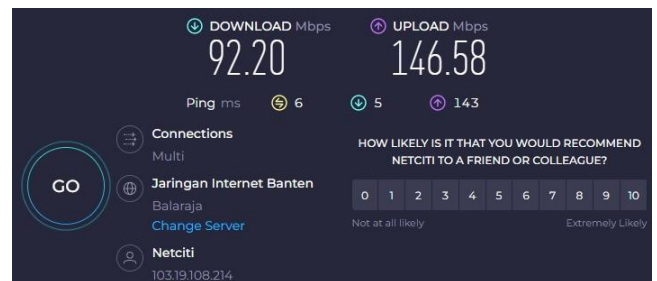 DOWNLOAD Mbps
UPLOAD Mbps
92.20
146.58
Ping ms 6 5 143
GO
Connections
Multi
Jaringan Internet Banten
Balaraja
Change Server
Netciti
103.19.108.214
HOW LIKELY IS IT THAT YOU WOULD RECOMMEND
NETCITI TO A FRIEND OR COLLEAGUE?
0 1 2 3 4 5 6 7 8 9 10
Not at all likely
Extremely Likely